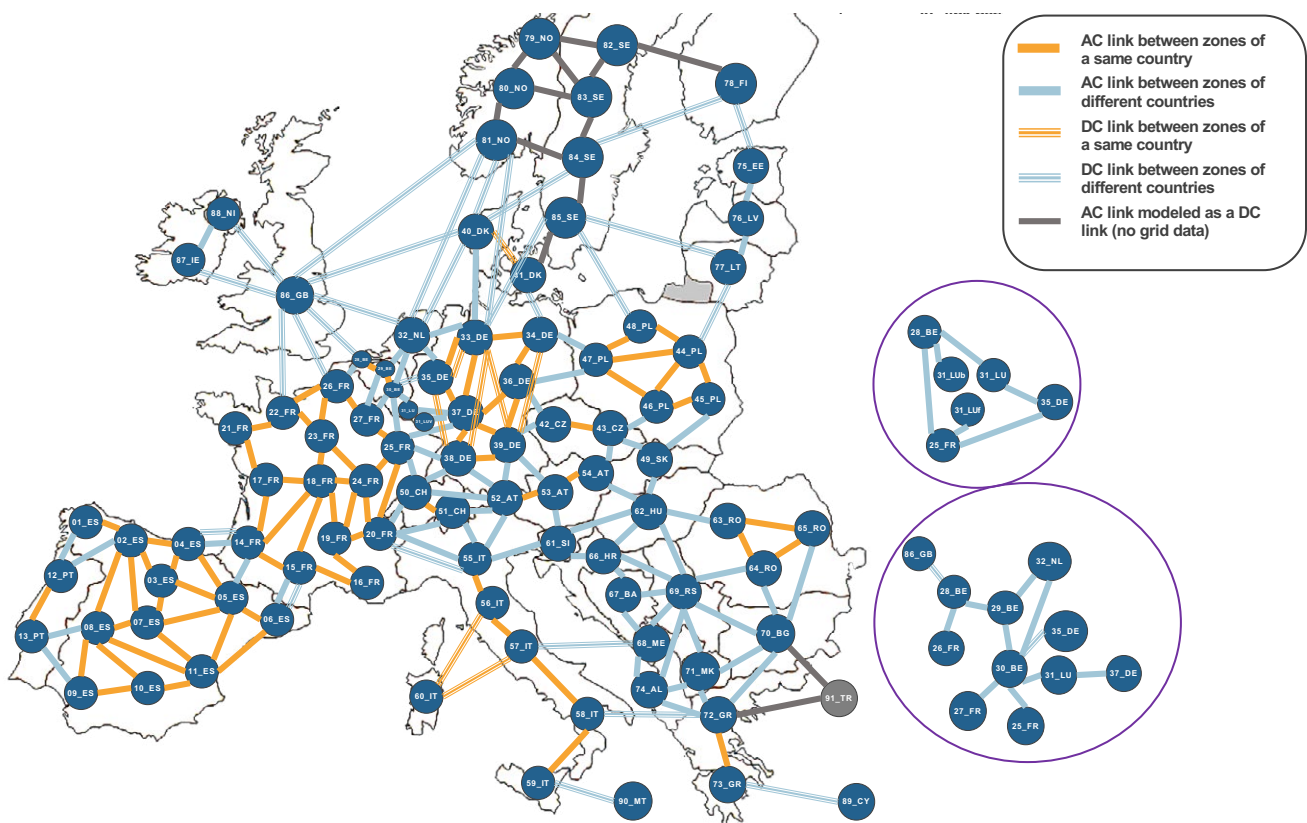 AC link between zones of
a same country
AC link between zones of
different countries
DC link between zones of
a same country
DC link between zones of
different countries
AC link modeled as a DC
link (no grid data)
79_NO
82_SE
80_NO
83_SE
78_FI
81_NO
84_SE
75_EE
88_NI
85_SE
76_LV
40_DK
87_IE
77_LT
41_DK
86_GB
32_NL
33_DE
34_DE
48_PL
47_PL
44_PL
28_BE
29_BE
30_BE
35_DE
36_DE
26_FR
45_PL
46_PL
22_FR
27_FR
31_LU
37_DE
42_CZ
43_CZ
21_FR
23_FR
25_FR
38_DE
39_DE
49_SK
17_FR
18_FR
24_FR
50_CH
52_AT
53_AT
54_AT
51_CH
62_HU
63_RO
65_RO
01_ES
02_ES
04_ES
14_FR
19_FR
20_FR
55_IT
61_SI
66_HR
64_RO
12_PT
03_ES
15_FR
16_FR
05_ES
67_BA
69_RS
56_IT
06_ES
13_PT
08_ES
07_ES
57_IT
68_ME
70_BG
11_ES
71_MK
09_ES
10_ES
60_IT
74_AL
91_TR
58_IT
72_GR
59_IT
73_GR
90_MT
89_CY
28_BE
31_LUb
31_LU
31_LUf
35_DE
25_FR
86_GB
32_NL
28_BE
29_BE
35_DE
26_FR
30_BE
31_LU
37_DE
27_FR
25_FR